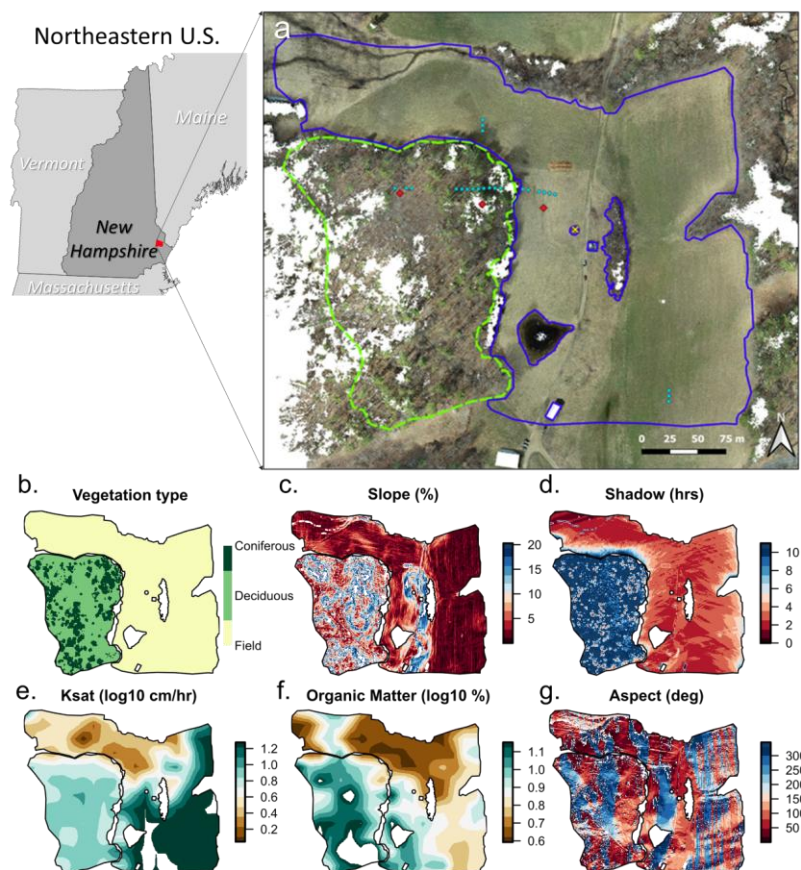 Northeastern U.S.
Maine
Vermont
New
Hampshire
Massachusetts
a
N
0 25 50 75 m
b. Vegetation type
Coniferous
Deciduous
Field
c. Slope (%)
20
15
10
5
d. Shadow (hrs)
10
8
6
4
2
0
e. Ksat (log10 cm/hr)
1.2
1.0
0.8
0.6
0.4
0.2
f. Organic Matter (log10 %)
1.1
1.0
0.9
0.8
0.7
0.6
g. Aspect (deg)
300
250
200
150
100
50